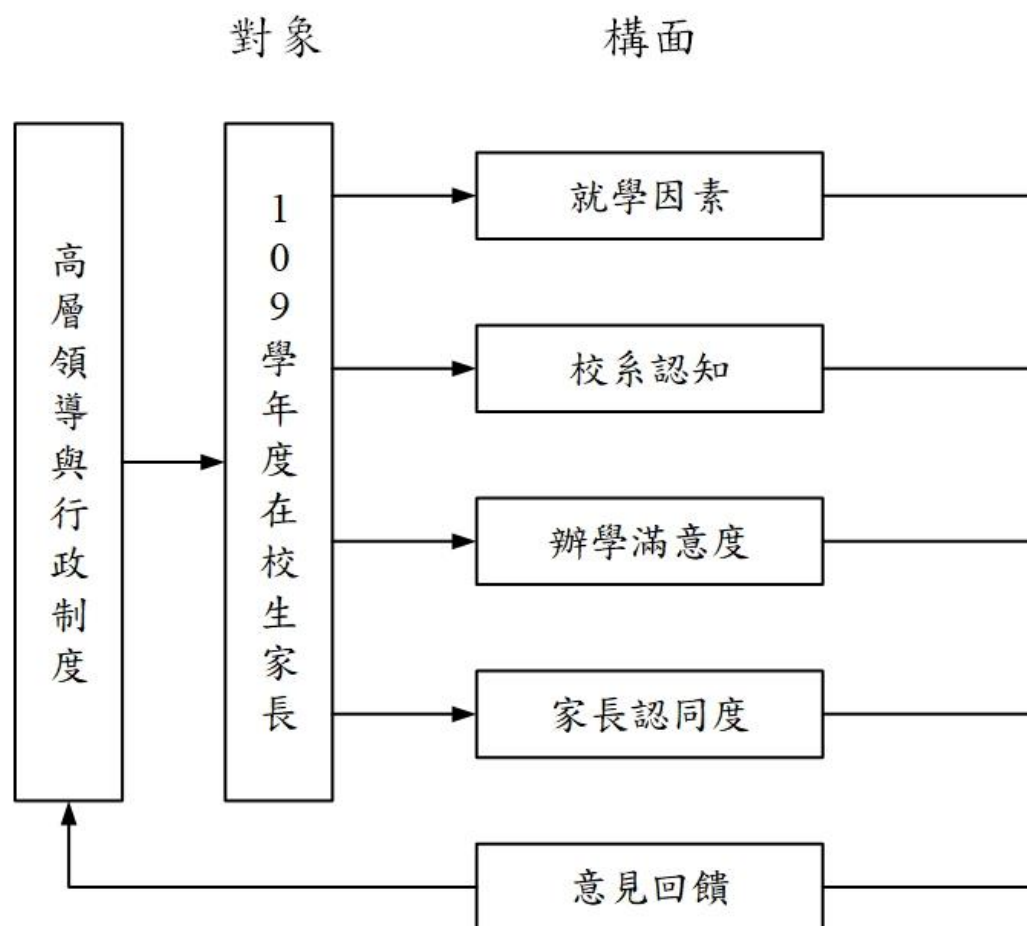 對象
構面
高層領導與行政制度
109學年度在校生家長
就學因素
校系認知
辦學滿意度
家長認同度
意見回饋